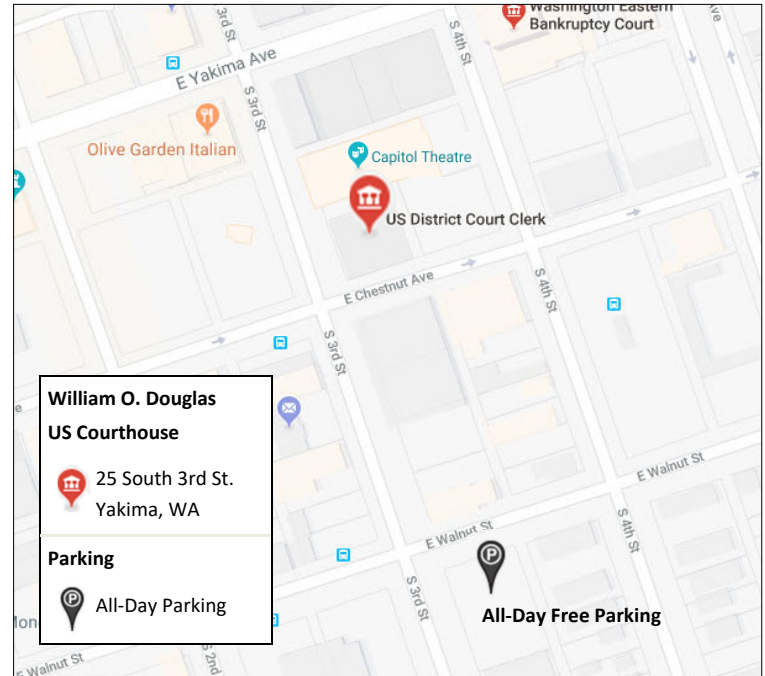 Washington Eastern
Bankruptcy Court
Ave
S 3rd St
S 4th St
E Yakima Ave
S 3rd St
Olive Garden Italian
Capitol Theatre
US District Court Clerk
E Chestnut Ave
S 4th St
S 3rd St
William O. Douglas
US Courthouse
25 South 3rd St.
Yakima, WA
Parking
P
All-Day Parking
E Walnut St
S 4th St
E Walnut St
P
All-Day Free Parking
S 3rd St
S 2nd
E Walnut St